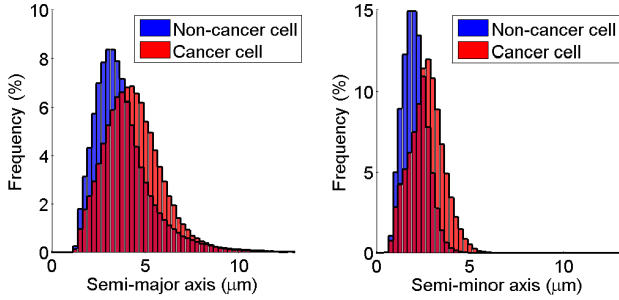 10
8
6
4
2
0
0
5
10
Frequency (%)
Semi-major axis (μm)
Non-cancer cell
Cancer cell
15
10
5
0
0
5
10
Frequency (%)
Semi-minor axis (μm)
Non-cancer cell
Cancer cell